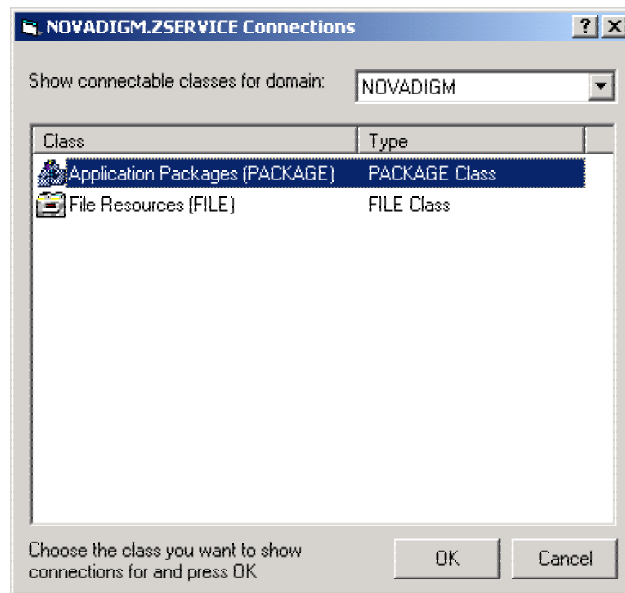 NOVADIGM.ZSERVICE Connections
Show connectable classes for domain: NOVADIGM
Class Type
Application Packages (PACKAGE) PACKAGE Class
File Resources (FILE) FILE Class
Choose the class you want to show
connections for and press OK
OK Cancel